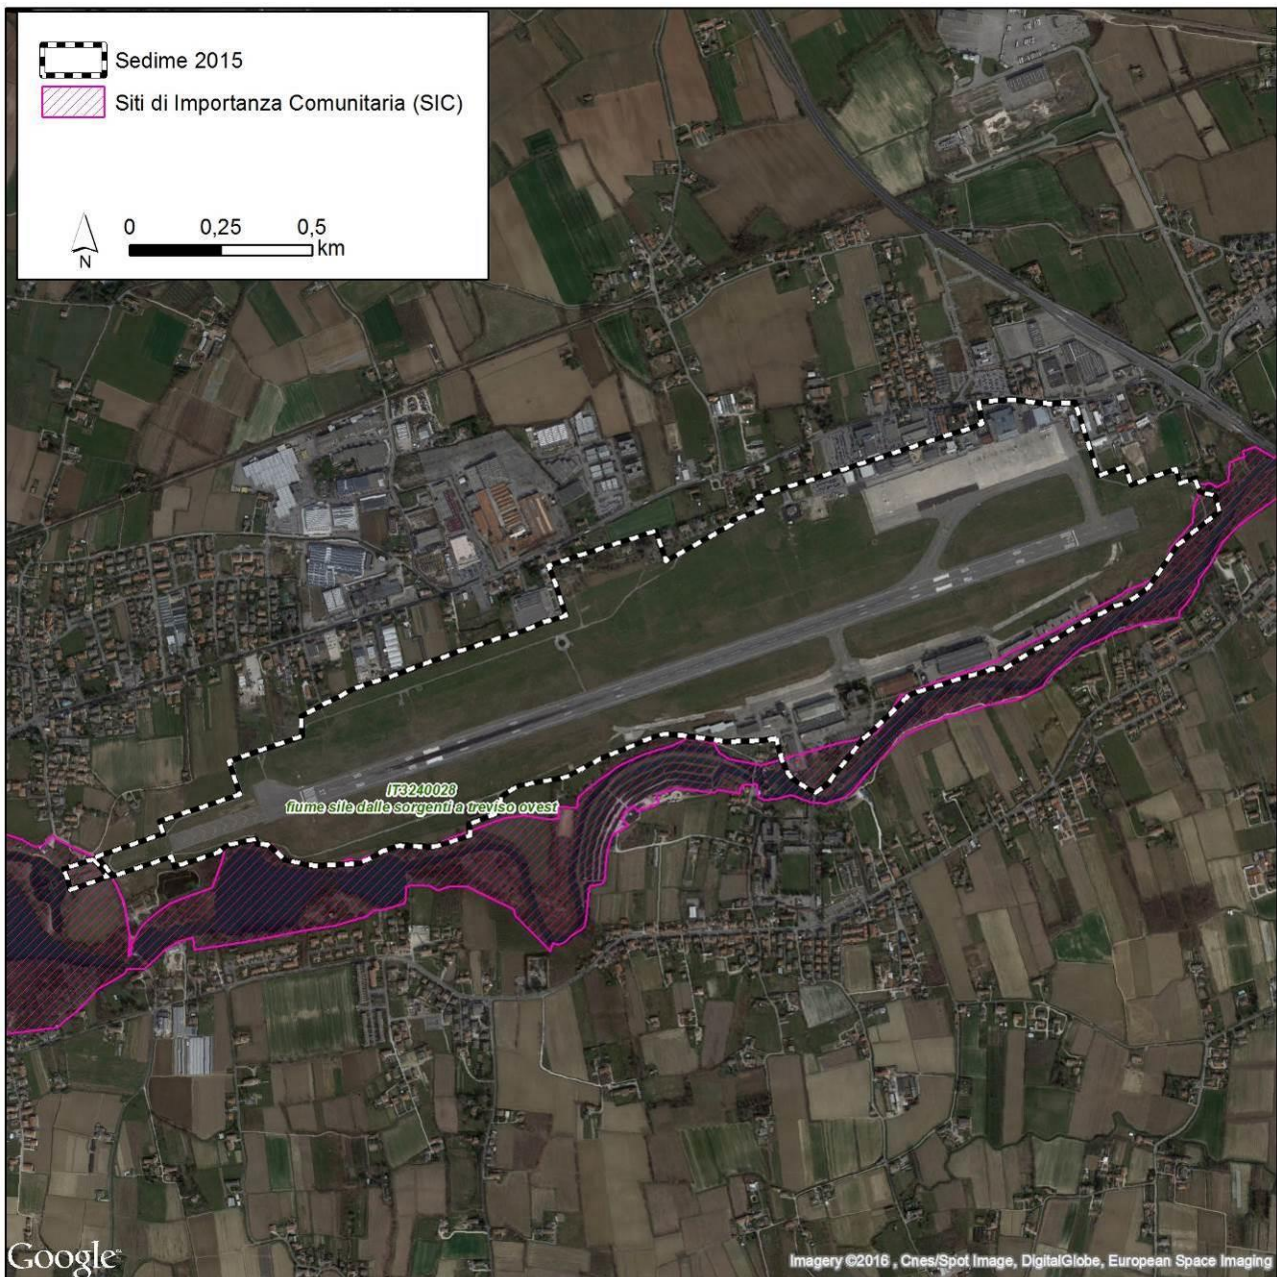 Sedime 2015
Siti di Importanza Comunitaria (SIC)
0 0,25 0,5
km
N
IT3240028
fiume sile dalle sorgenti a treviso ovest
Google
Imagery ©2016 , Cnes/Spot Image, DigitalGlobe, European Space Imaging